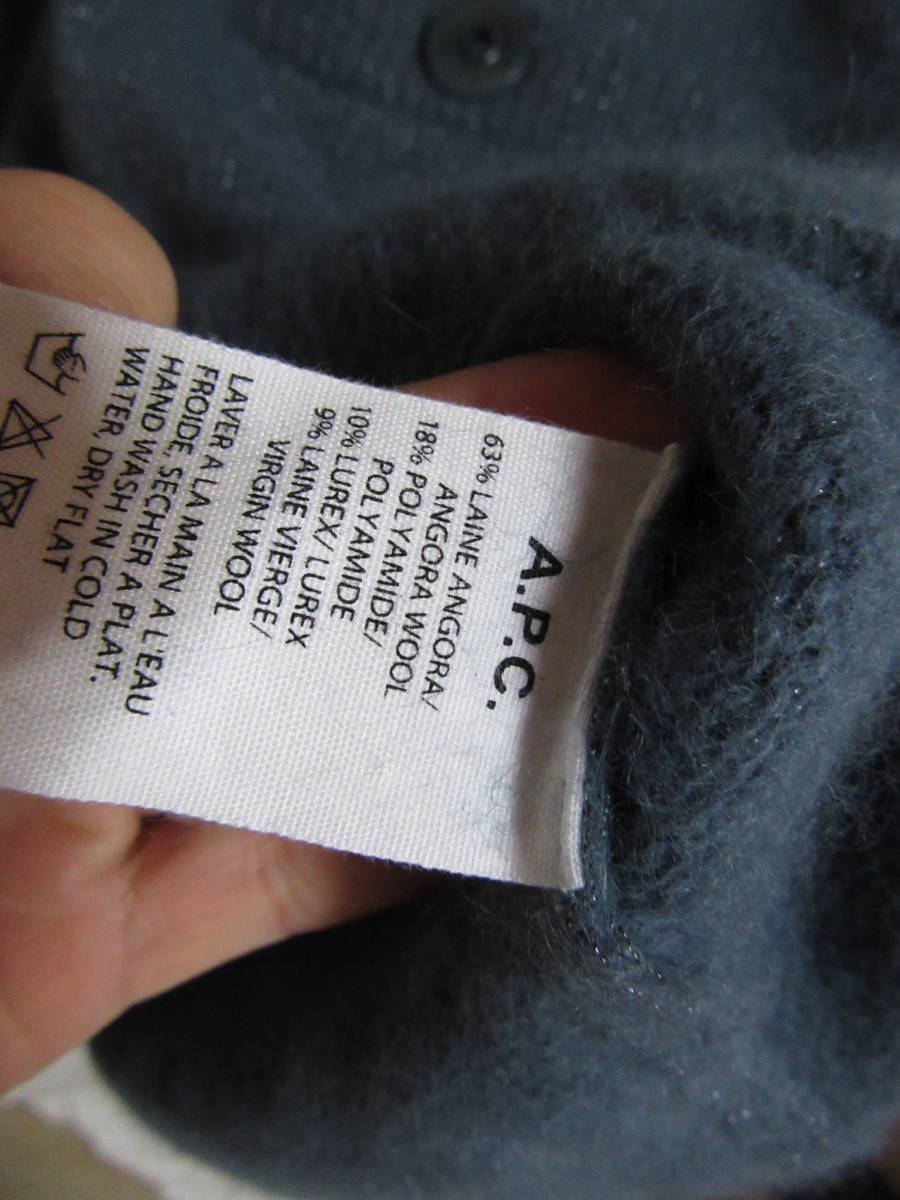 A.P.C.
63% LAINE ANGORA/
ANGORA WOOL
18% POLYAMIDE/
POLYAMIDE
10% LUREX/ LUREX
9% LAINE VIERGE/
VIRGIN WOOL
LAVER A LA MAIN A L'EAU
FROIDE, SECHER A PLAT.
HAND WASH IN COLD
WATER, DRY FLAT